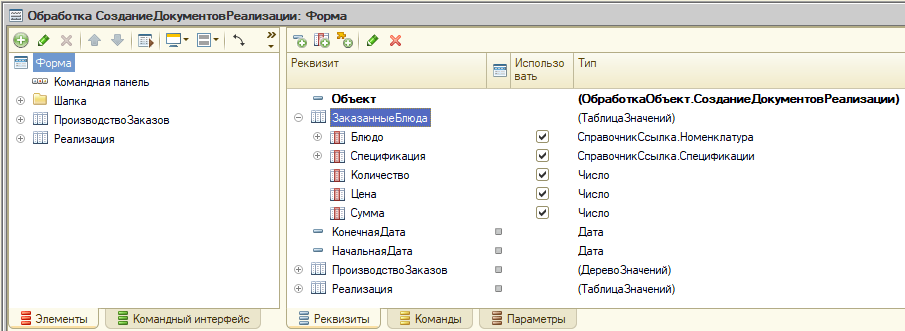 Обработка СозданиеДокументовРеализации: Форма
Форма
Командная панель
Шапка
ПроизводствоЗаказов
Реализация
Элементы
Командный интерфейс
Реквизит
Использо
вать
Тип
Объект
(ОбработкаОбъект.СозданиеДокументовРеализации)
ЗаказанныеБлюда
(ТаблицаЗначений)
Блюдо
СправочникСсылка.Номенклатура
Спецификация
СправочникСсылка.Спецификации
Количество
Число
Цена
Число
Сумма
Число
КонечнаяДата
Дата
НачальнаяДата
Дата
ПроизводствоЗаказов
(ДеревоЗначений)
Реализация
(ТаблицаЗначений)
Реквизиты
Команды
Параметры